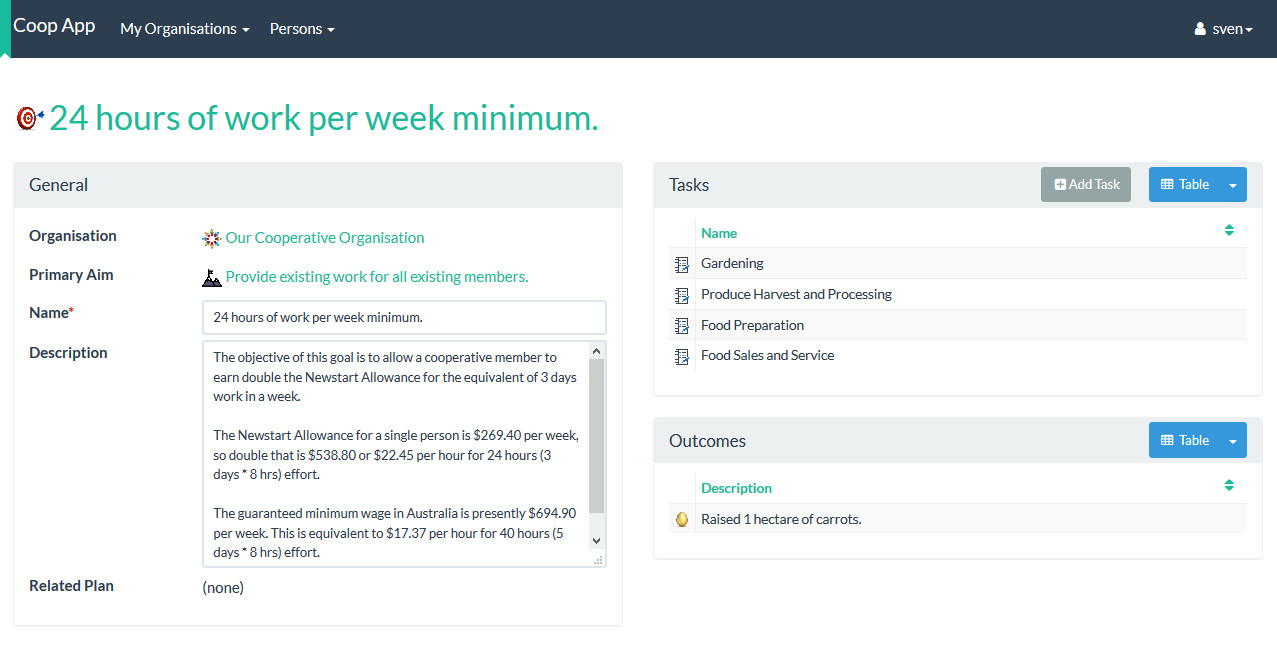 Coop App My Organisations Persons sven
24 hours of work per week minimum.
General
Organisation Our Cooperative Organisation
Primary Aim Provide existing work for all existing members.
Name* 24 hours of work per week minimum.
Description
The objective of this goal is to allow a cooperative member to
earn double the Newstart Allowance for the equivalent of 3 days
work in a week.
The Newstart Allowance for a single person is $269.40 per week,
so double that is $538.80 or $22.45 per hour for 24 hours (3
days * 8 hrs) effort.
The guaranteed minimum wage in Australia is presently $694.90
per week. This is equivalent to $17.37 per hour for 40 hours (5
days * 8 hrs) effort.
Related Plan (none)
Tasks Add Task Table
Name
Gardening
Produce Harvest and Processing
Food Preparation
Food Sales and Service
Outcomes Table
Description
Raised 1 hectare of carrots.